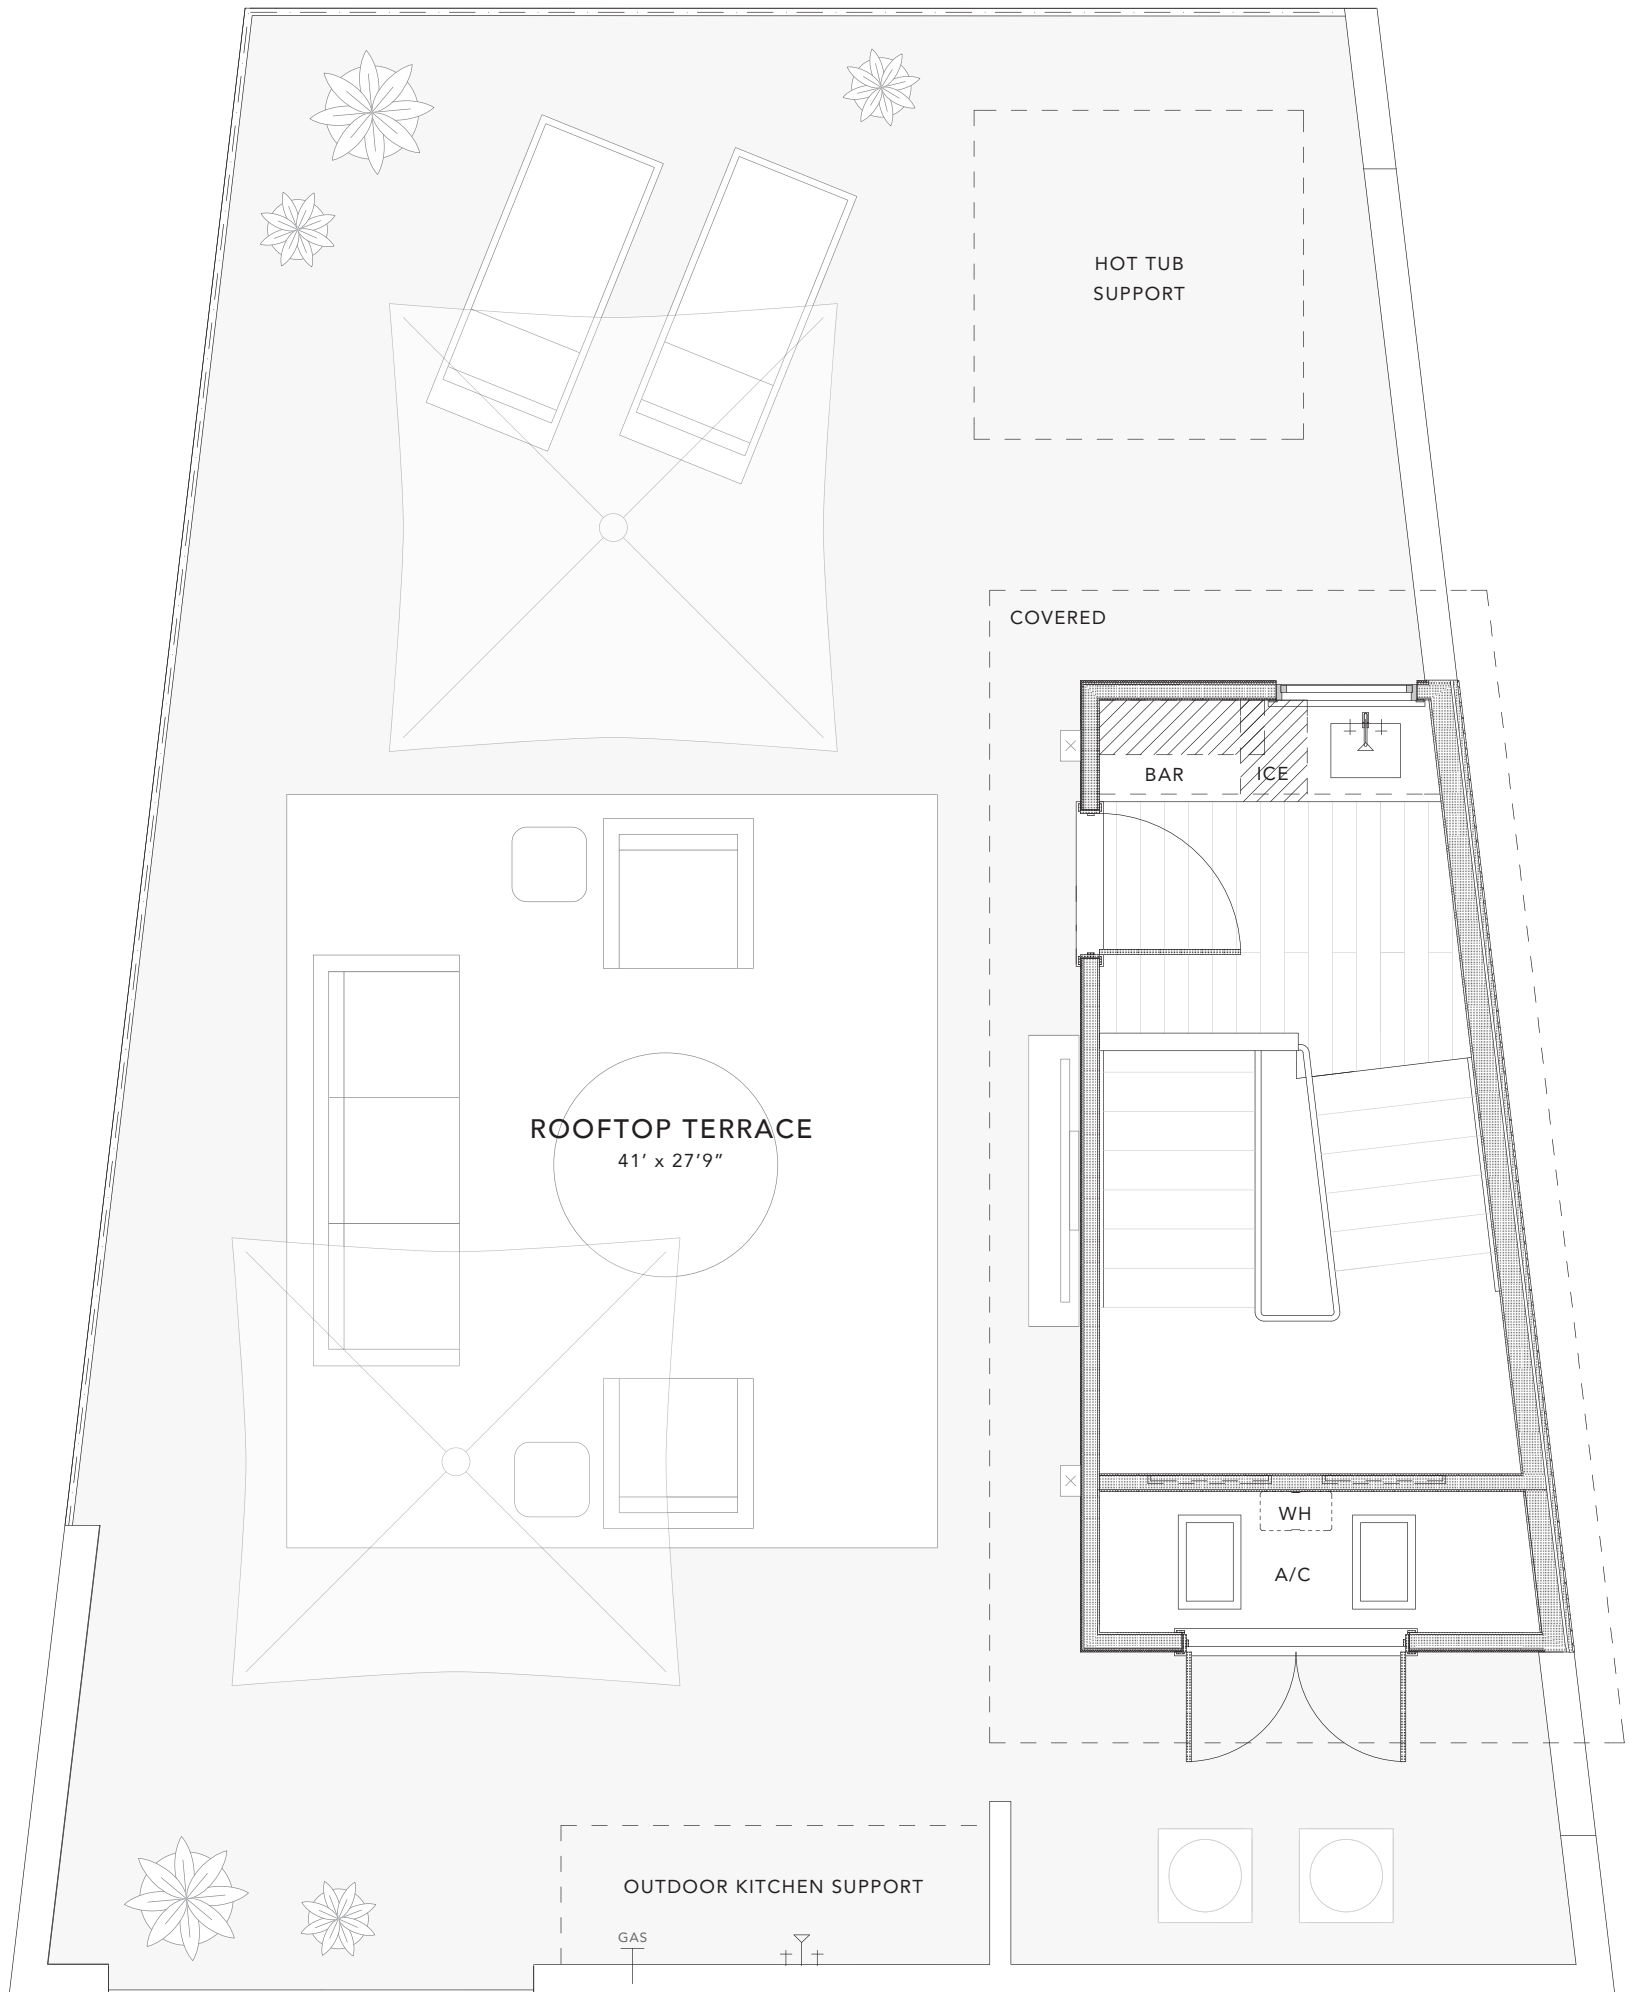 HOT TUB
SUPPORT
COVERED
BAR
ICE
ROOFTOP TERRACE
41’ x 27’9”
WH
A/C
OUTDOOR KITCHEN SUPPORT
GAS